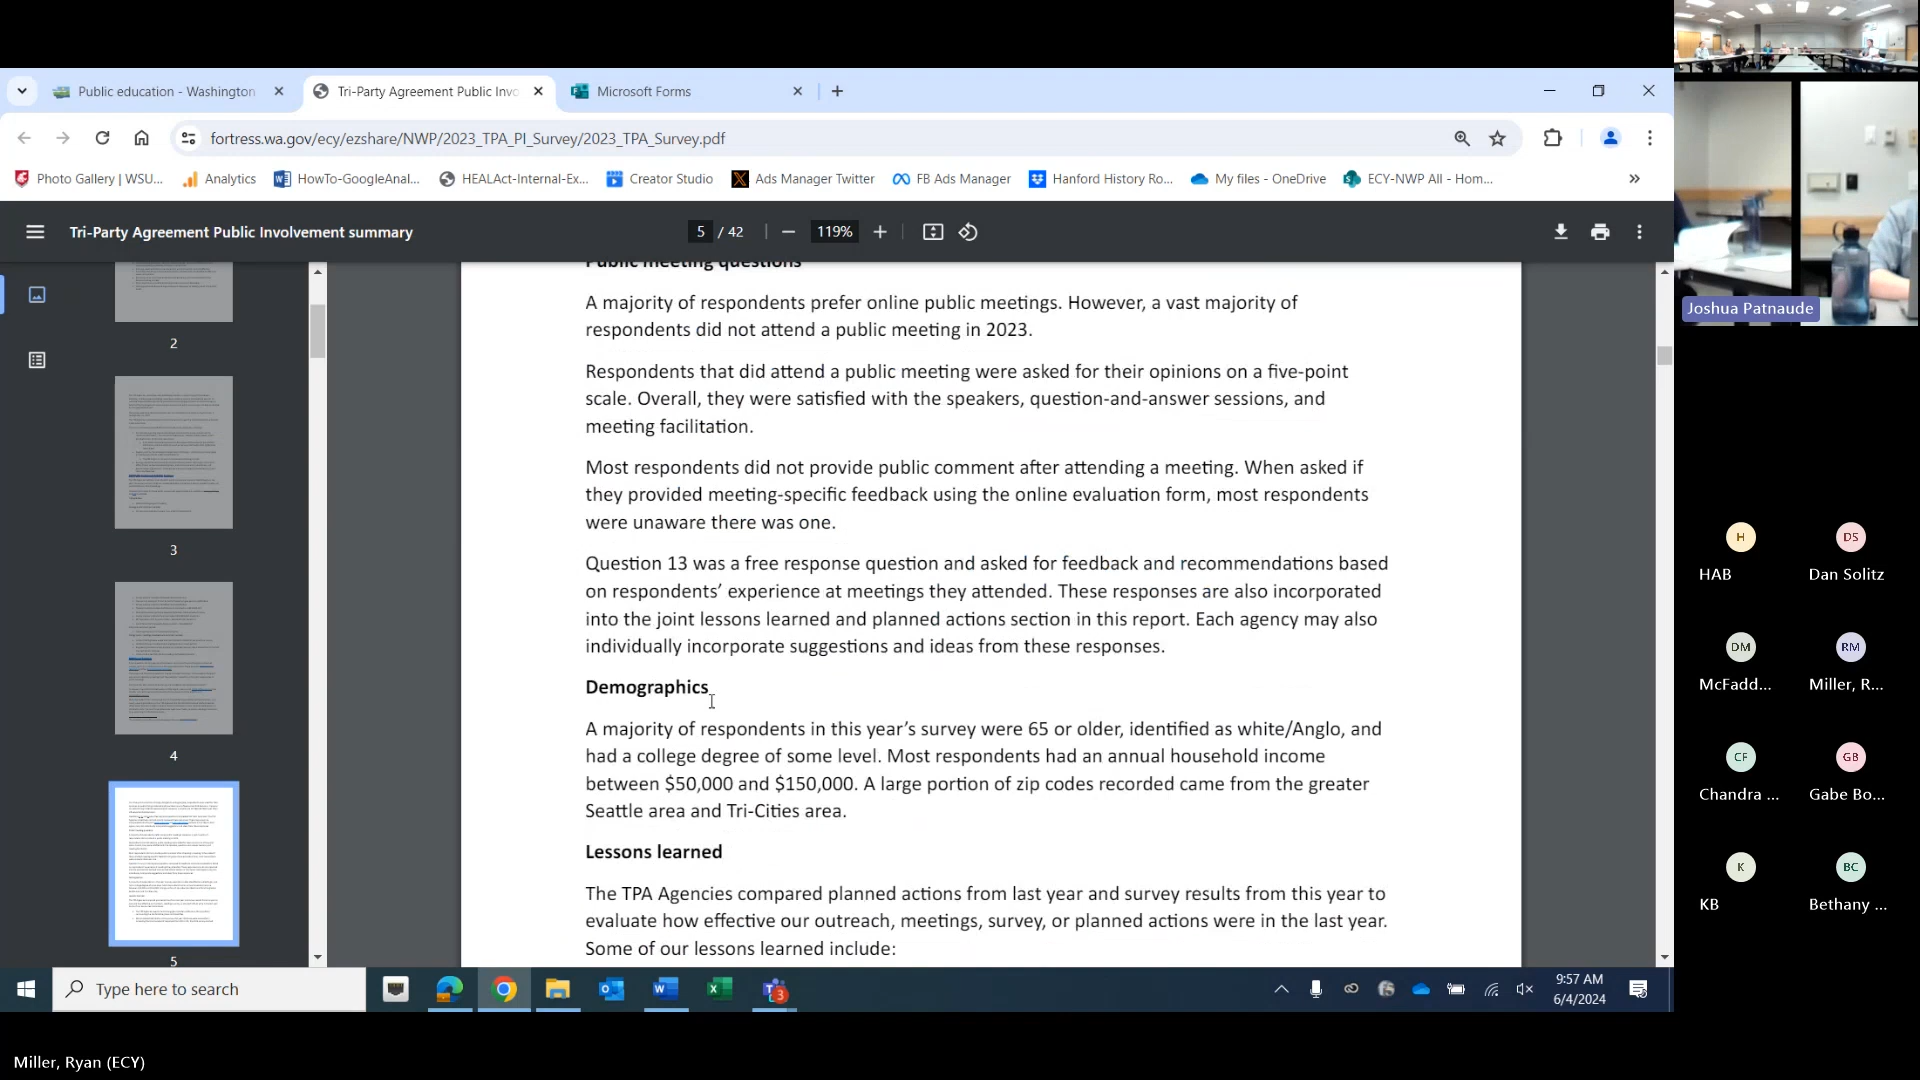 Public education - Washington
Tri-Party Agreement Public Invo
Microsoft Forms
fortress.wa.gov/ecy/ezshare/NWP/2023_TPA_PI_Survey/2023_TPA_Survey.pdf
Photo Gallery | WSU...
Analytics
HowTo-GoogleAnal...
HEALAct-Internal-Ex...
Creator Studio
Ads Manager Twitter
FB Ads Manager
Hanford History Ro...
My files - OneDrive
ECY-NWP All - Hom...
Tri-Party Agreement Public Involvement summary
5 / 42
119%
2
3
4
5
Public meeting questions
A majority of respondents prefer online public meetings. However, a vast majority of
respondents did not attend a public meeting in 2023.
Respondents that did attend a public meeting were asked for their opinions on a five-point
scale. Overall, they were satisfied with the speakers, question-and-answer sessions, and
meeting facilitation.
Most respondents did not provide public comment after attending a meeting. When asked if
they provided meeting-specific feedback using the online evaluation form, most respondents
were unaware there was one.
Question 13 was a free response question and asked for feedback and recommendations based
on respondents’ experience at meetings they attended. These responses are also incorporated
into the joint lessons learned and planned actions section in this report. Each agency may also
individually incorporate suggestions and ideas from these responses.
Demographics
A majority of respondents in this year’s survey were 65 or older, identified as white/Anglo, and
had a college degree of some level. Most respondents had an annual household income
between $50,000 and $150,000. A large portion of zip codes recorded came from the greater
Seattle area and Tri-Cities area.
Lessons learned
The TPA Agencies compared planned actions from last year and survey results from this year to
evaluate how effective our outreach, meetings, survey, or planned actions were in the last year.
Some of our lessons learned include:
Joshua Patnaude
H
HAB
DS
Dan Solitz
DM
McFadd...
RM
Miller, R...
CF
Chandra ...
GB
Gabe Bo...
K
KB
BC
Bethany ...
Type here to search
3
9:57 AM
6/4/2024
Miller, Ryan (ECY)